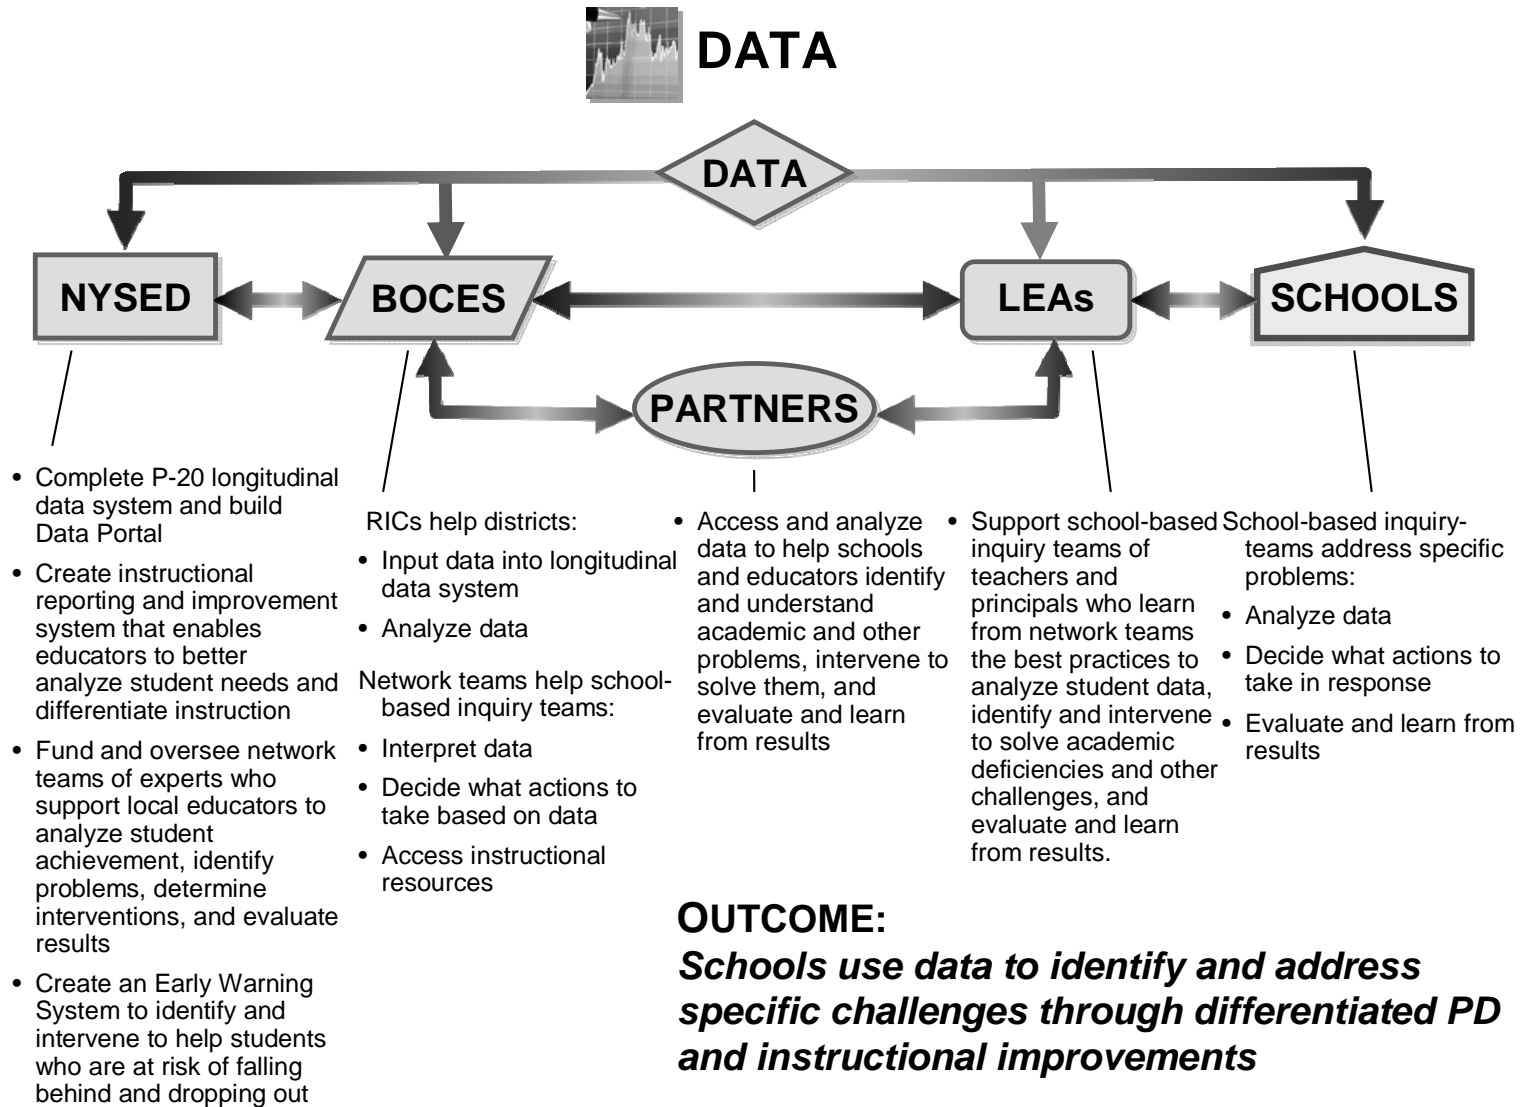 DATA
DATA
NYSED
BOCES
LEAs
SCHOOLS
PARTNERS
• Complete P-20 longitudinal
data system and build
Data Portal
• Create instructional
reporting and improvement
system that enables
educators to better
analyze student needs and
differentiate instruction
• Fund and oversee network
teams of experts who
support local educators to
analyze student
achievement, identify
problems, determine
interventions, and evaluate
results
• Create an Early Warning
System to identify and
intervene to help students
who are at risk of falling
behind and dropping out
RICs help districts:
• Input data into longitudinal
data system
• Analyze data
Network teams help school-
based inquiry teams:
• Interpret data
• Decide what actions to
take based on data
• Access instructional
resources
• Access and analyze
data to help schools
and educators identify
and understand
academic and other
problems, intervene to
solve them, and
evaluate and learn
from results
• Support school-based
inquiry teams of
teachers and
principals who learn
from network teams
the best practices to
analyze student data,
identify and intervene
to solve academic
deficiencies and other
challenges, and
evaluate and learn
from results.
School-based inquiry-
teams address specific
problems:
• Analyze data
• Decide what actions to
take in response
• Evaluate and learn from
results
OUTCOME:
Schools use data to identify and address
specific challenges through differentiated PD
and instructional improvements